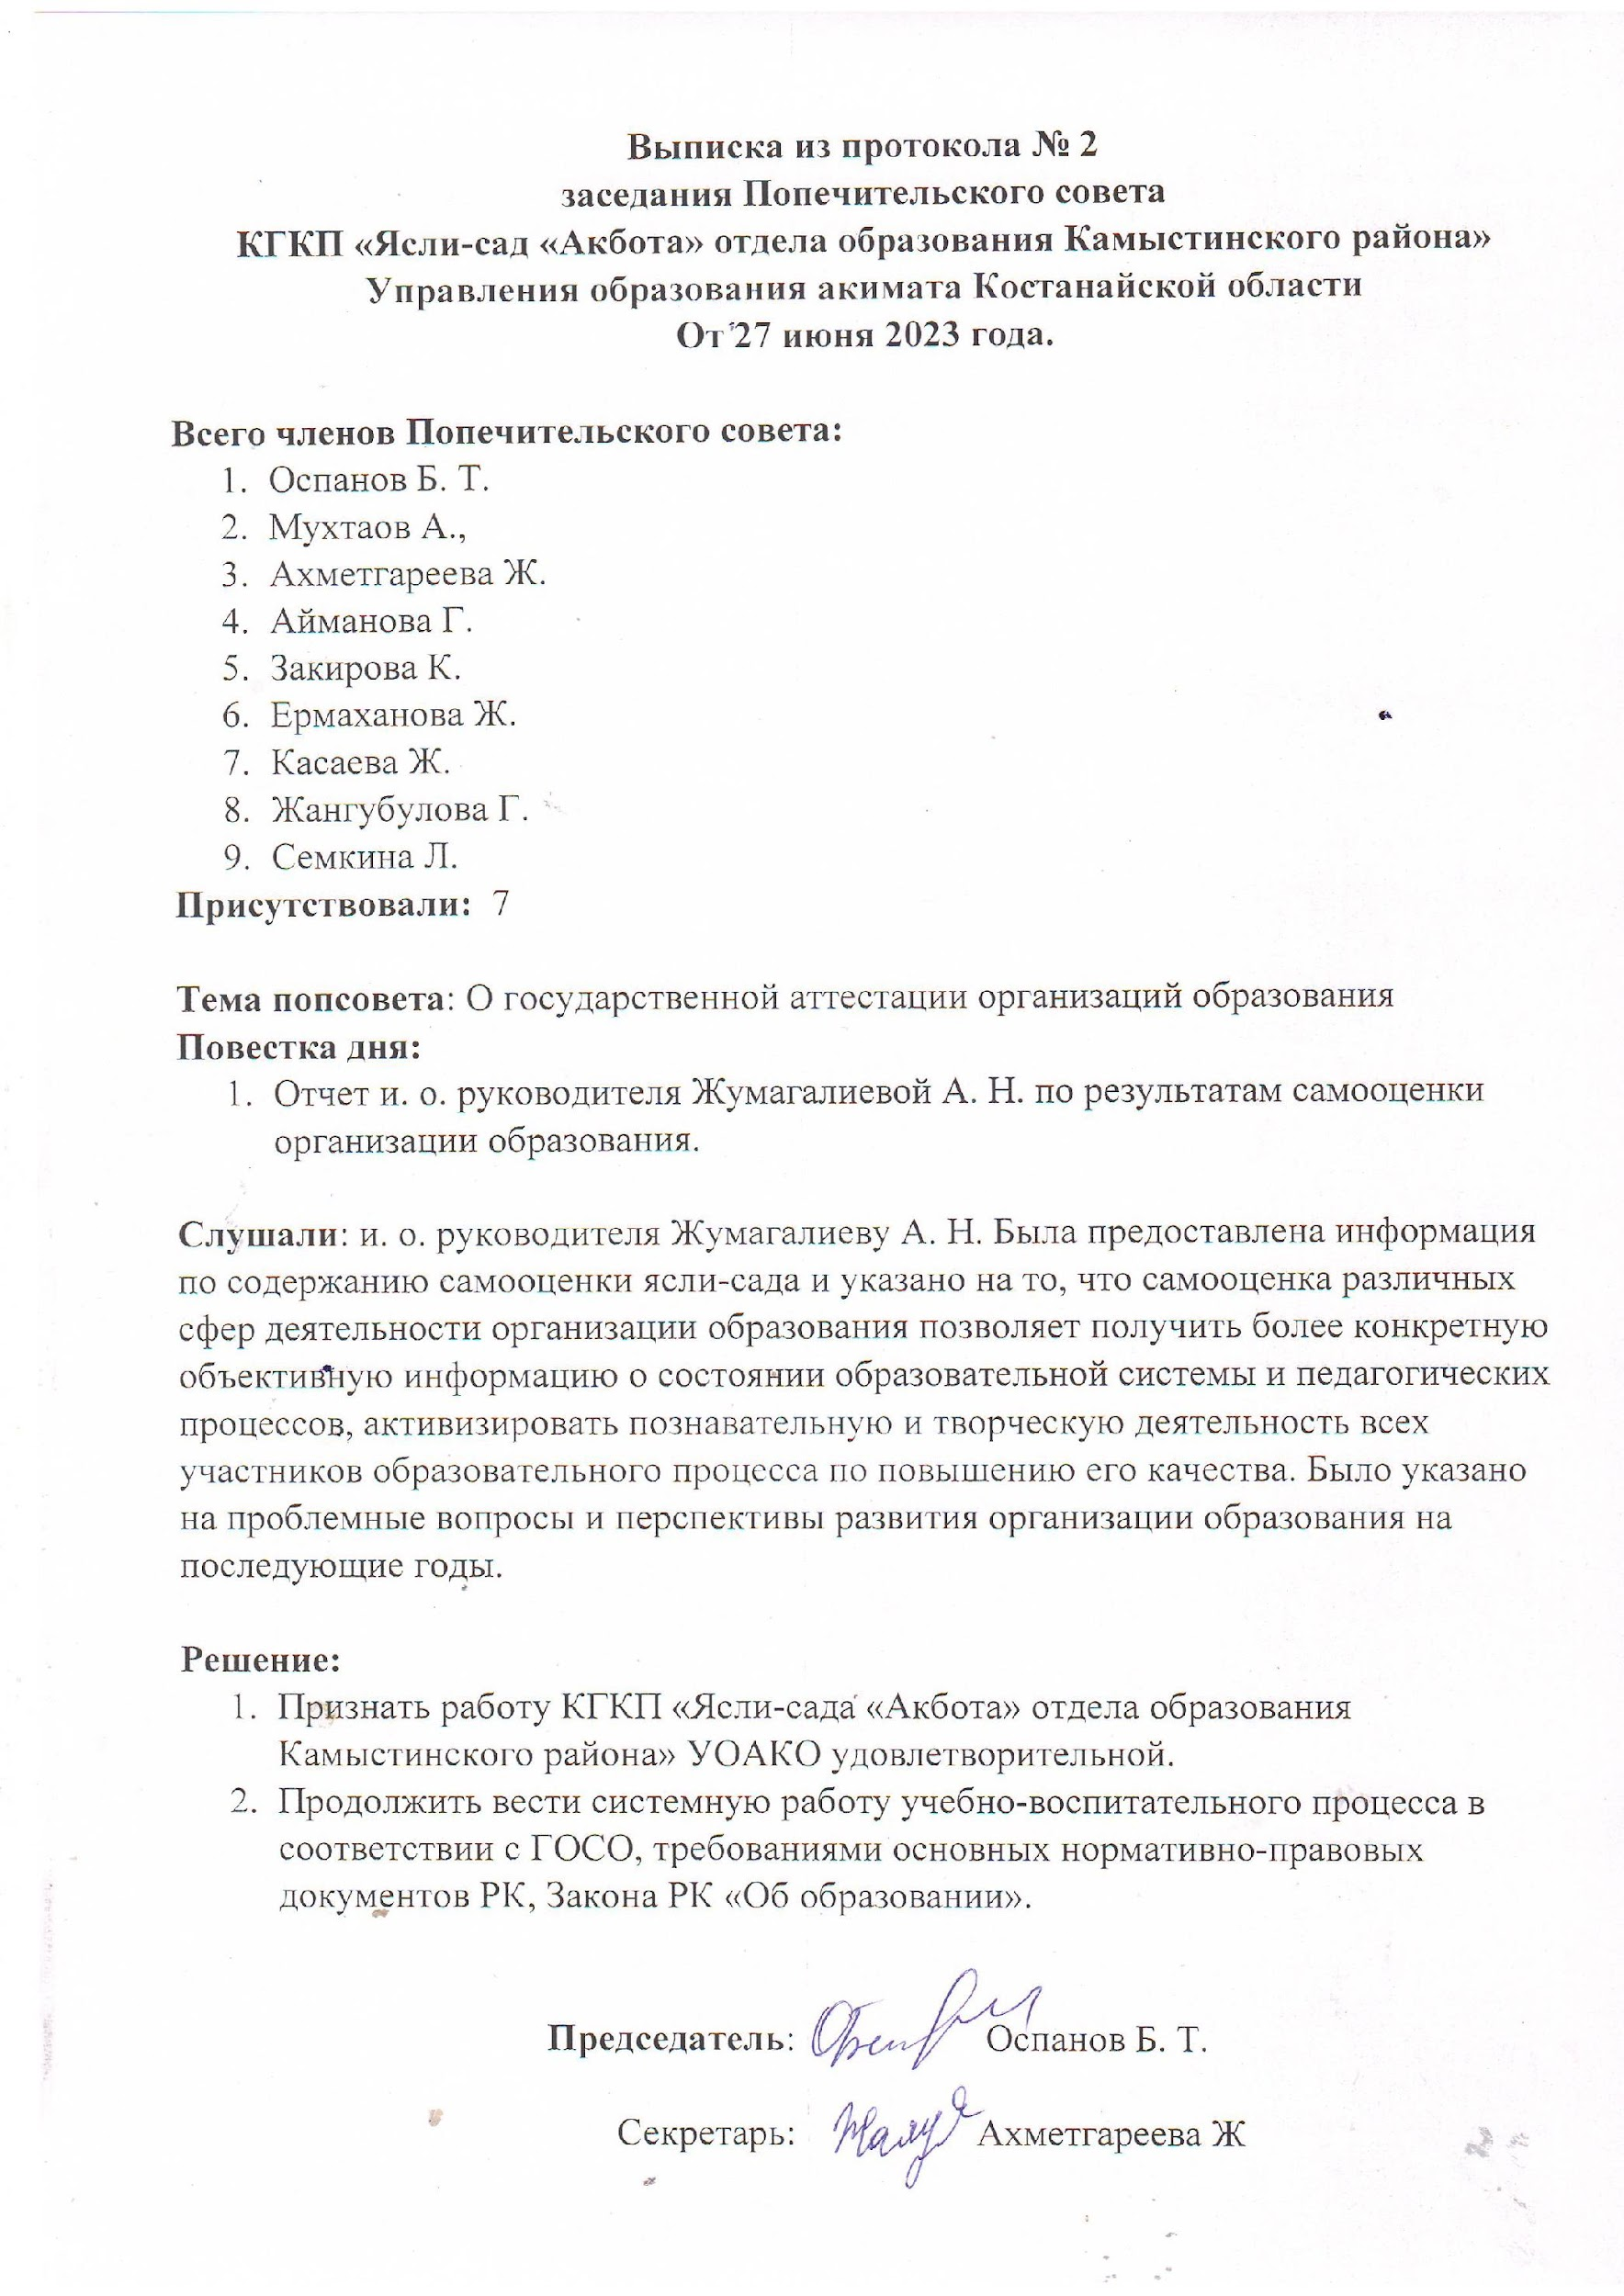 Выписка из протокола № 2
заседания Попечительского совета
КГКП «Ясли-сад «Акбота» отдела образования Камыстинского района»
Управления образования акимата Костанайской области
От 27 июня 2023 года.
Всего членов Попечительского совета:
1. Оспанов Б. Т.
2. Мухтаов А.,
3. Ахметгареева Ж.
4. Айманова Г.
5. Закирова К.
6. Ермаханова Ж.
7. Касаева Ж.
8. Жангубулова Г.
9. Семкина Л.
Присутствовали: 7
Тема попсовета: О государственной аттестации организаций образования
Повестка дня:
1. Отчет и. о. руководителя Жумагалиевой А. Н. по результатам самооценки
организации образования.
Слушали: и. о. руководителя Жумагалиеву А. Н. Была предоставлена информация
по содержанию самооценки ясли-сада и указано на то, что самооценка различных
сфер деятельности организации образования позволяет получить более конкретную
объективную информацию о состоянии образовательной системы и педагогических
процессов, активизировать познавательную и творческую деятельность всех
участников образовательного процесса по повышению его качества. Было указано
на проблемные вопросы и перспективы развития организации образования на
последующие годы.
Решение:
1. Признать работу КГКП «Ясли-сада «Акбота» отдела образования
Камыстинского района» УОАКО удовлетворительной.
2. Продолжить вести системную работу учебно-воспитательного процесса в
соответствии с ГОСО, требованиями основных нормативно-правовых
документов РК, Закона РК «Об образовании».
Председатель: Оспанов Б. Т.
Секретарь: Ахметгареева Ж